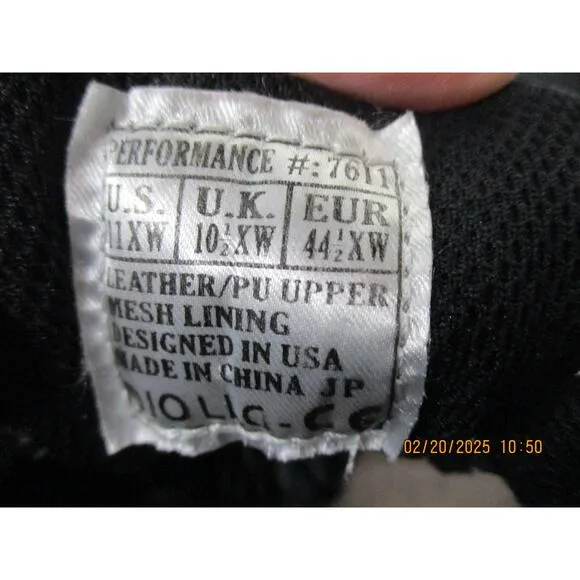 PERFORMANCE #: 7611
U.S. U.K. EUR
11XW 10½XW 44½XW
LEATHER/PU UPPER
MESH LINING
DESIGNED IN USA
MADE IN CHINA JP
02/20/2025 10:50